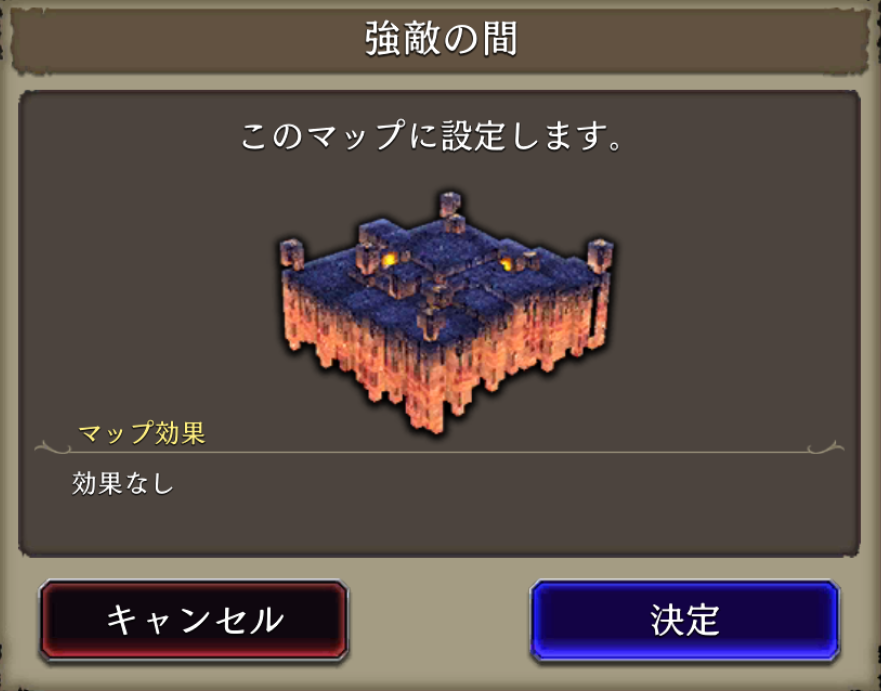 強敵の間
このマップに設定します。
マップ効果
効果なし
キャンセル
決定